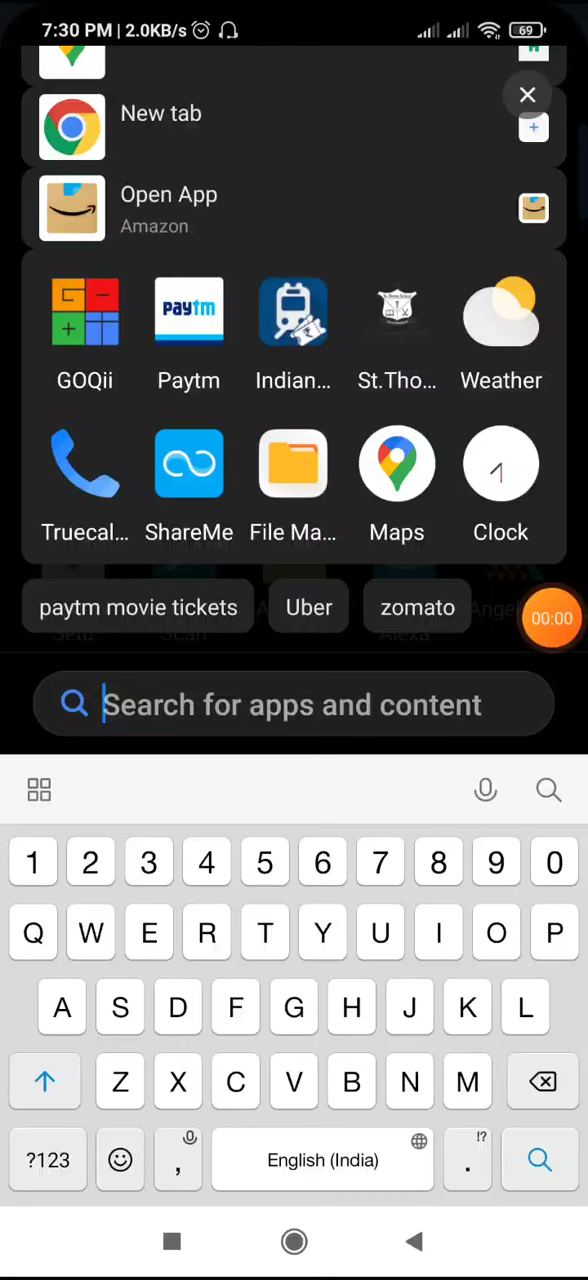 7:30 PM | 2.0KB/s 69
New tab
Open App
Amazon
paytm
GOQii Paytm Indian... St.Tho... Weather
Truecal... ShareMe File Ma... Maps Clock
paytm movie tickets Uber zomato
00:00
Search for apps and content
1 2 3 4 5 6 7 8 9 0
Q W E R T Y U I O P
A S D F G H J K L
Z X C V B N M
!?
?123 , English (India) .